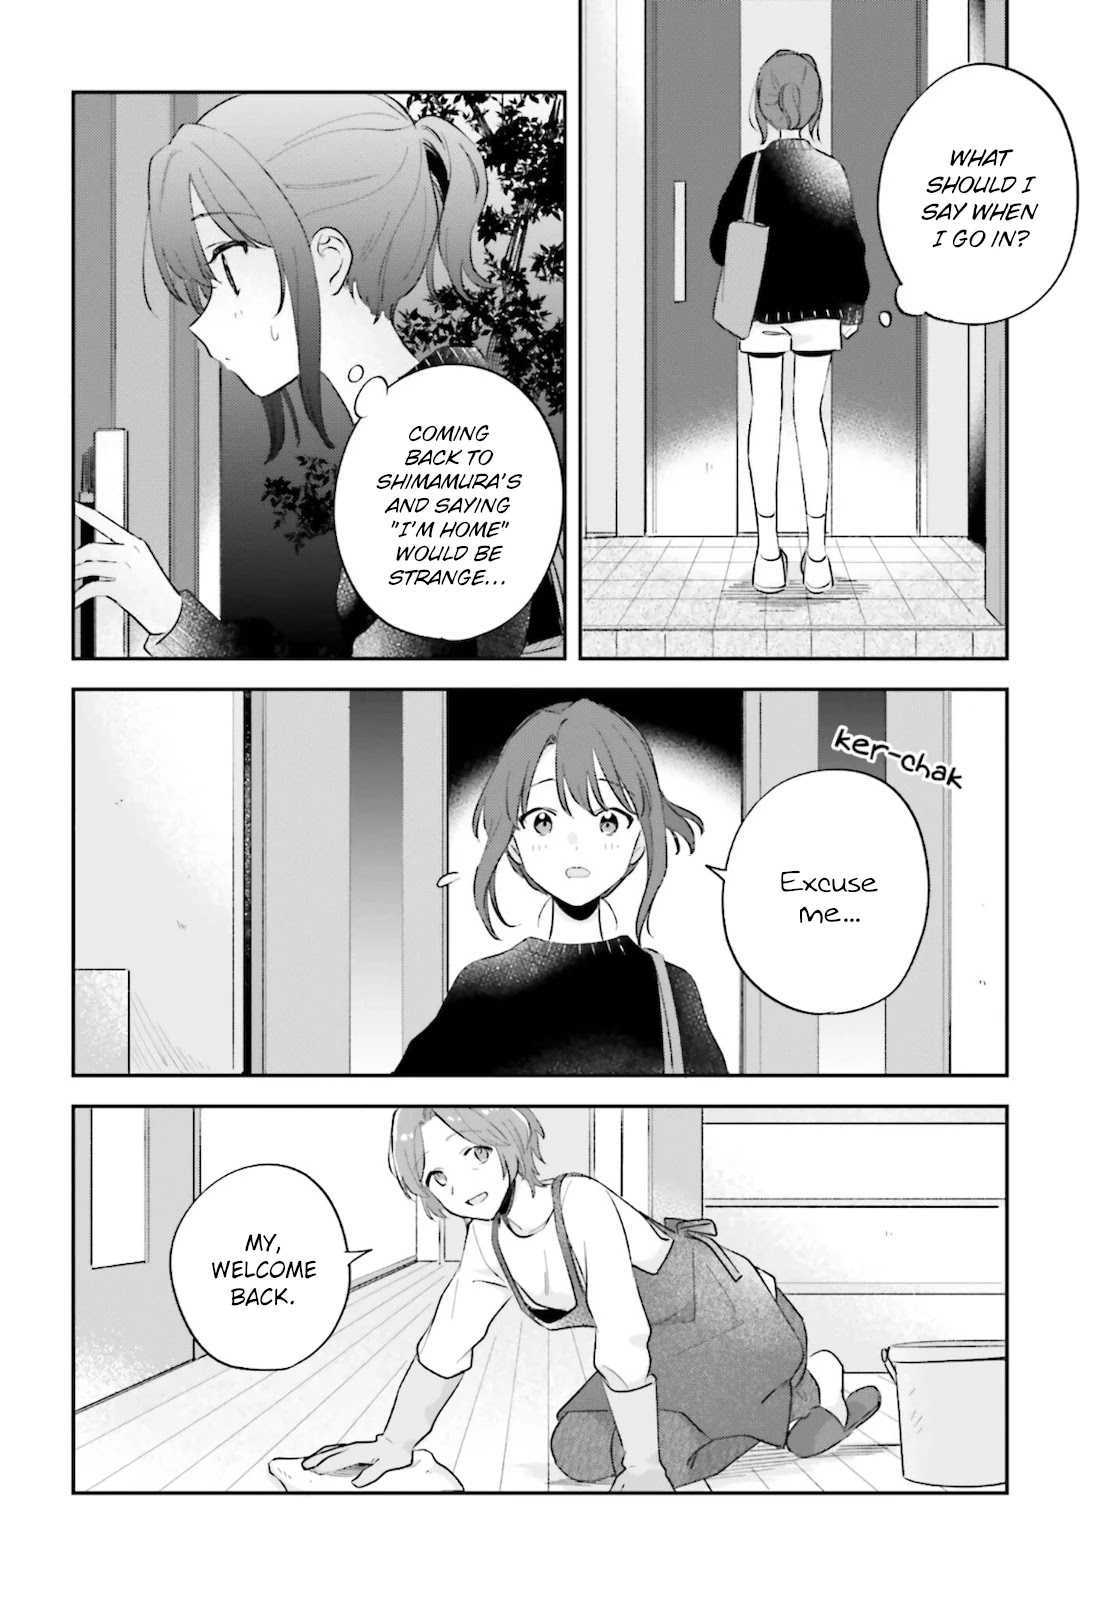 WHAT
SHOULD I
SAY WHEN
I GO IN?
COMING
BACK TO
SHIMAMURA'S
AND SAYING
"I'M HOME"
WOULD BE
STRANGE...
ker-chak
Excuse
me...
MY,
WELCOME
BACK.